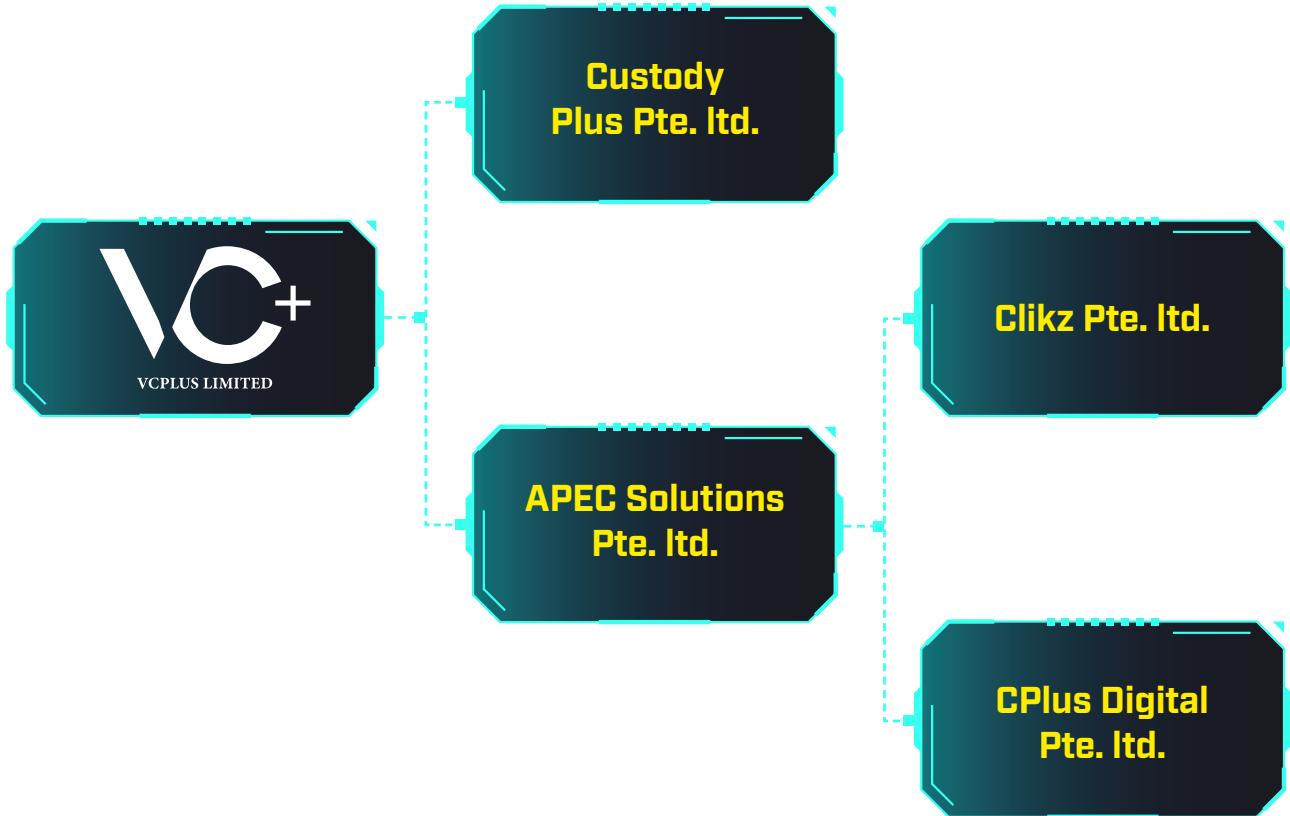 VC+
VCPLUS LIMITED
Custody
Plus Pte. ltd.
APEC Solutions
Pte. ltd.
Clikz Pte. ltd.
CPlus Digital
Pte. ltd.